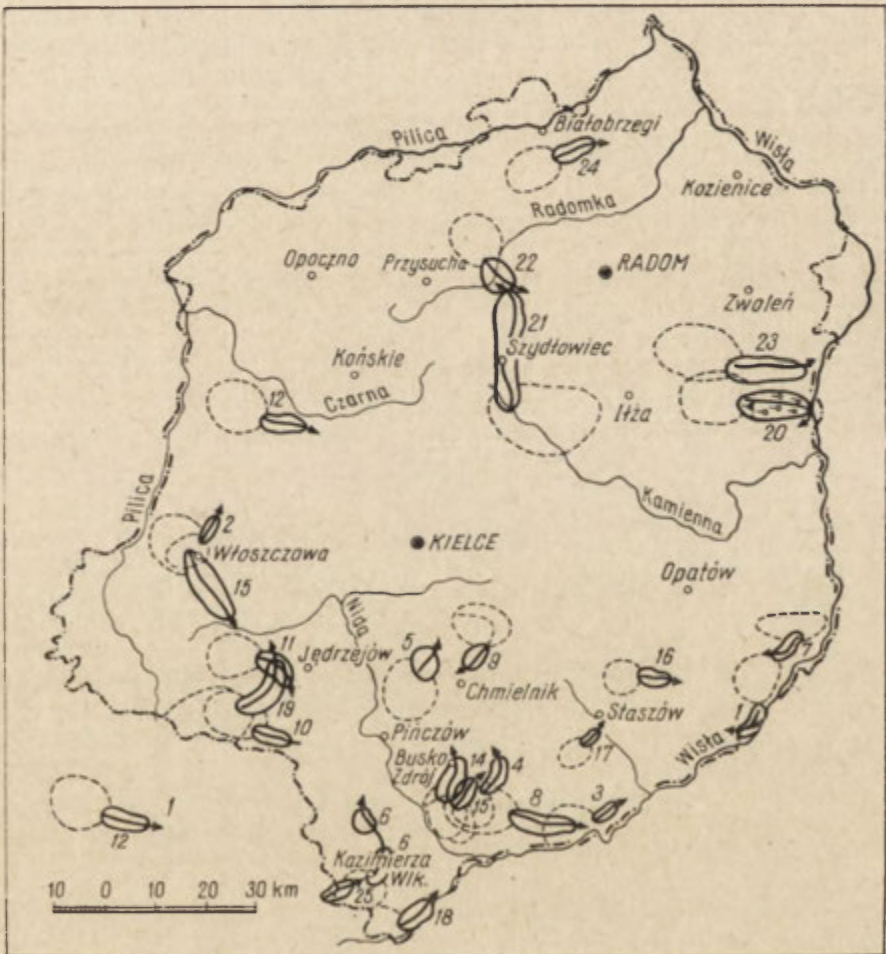 Białobrzegi
Pilica
24
Wisła
Kozienice
Radomka
Opoczno
Przysucha
22
RADOM
Zwoleń
21
23
Szydłowiec
Końskie
Czarna
12
Iłża
20
Pilica
Kamienna
2
Włoszczowa
KIELCE
15
Opatów
Nida
11
Jędrzejów
5
9
16
7
Chmielnik
19
Staszów
1
10
Pińczów
17
Wisła
Busko
Zdrój
14
4
15
8
3
1
12
6
6
Kazimierza
Wlk.
25
18
10 0 10 20 30 km